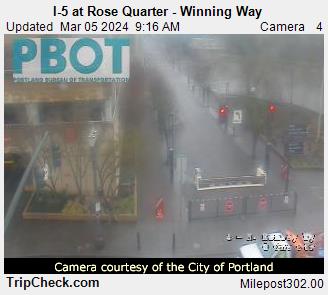 I-5 at Rose Quarter - Winning Way
Updated Mar 05 2024 9:16 AM Camera 4
PBOT
PORTLAND BUREAU OF TRANSPORTATION
Camera courtesy of the City of Portland
TripCheck.com Milepost302.00